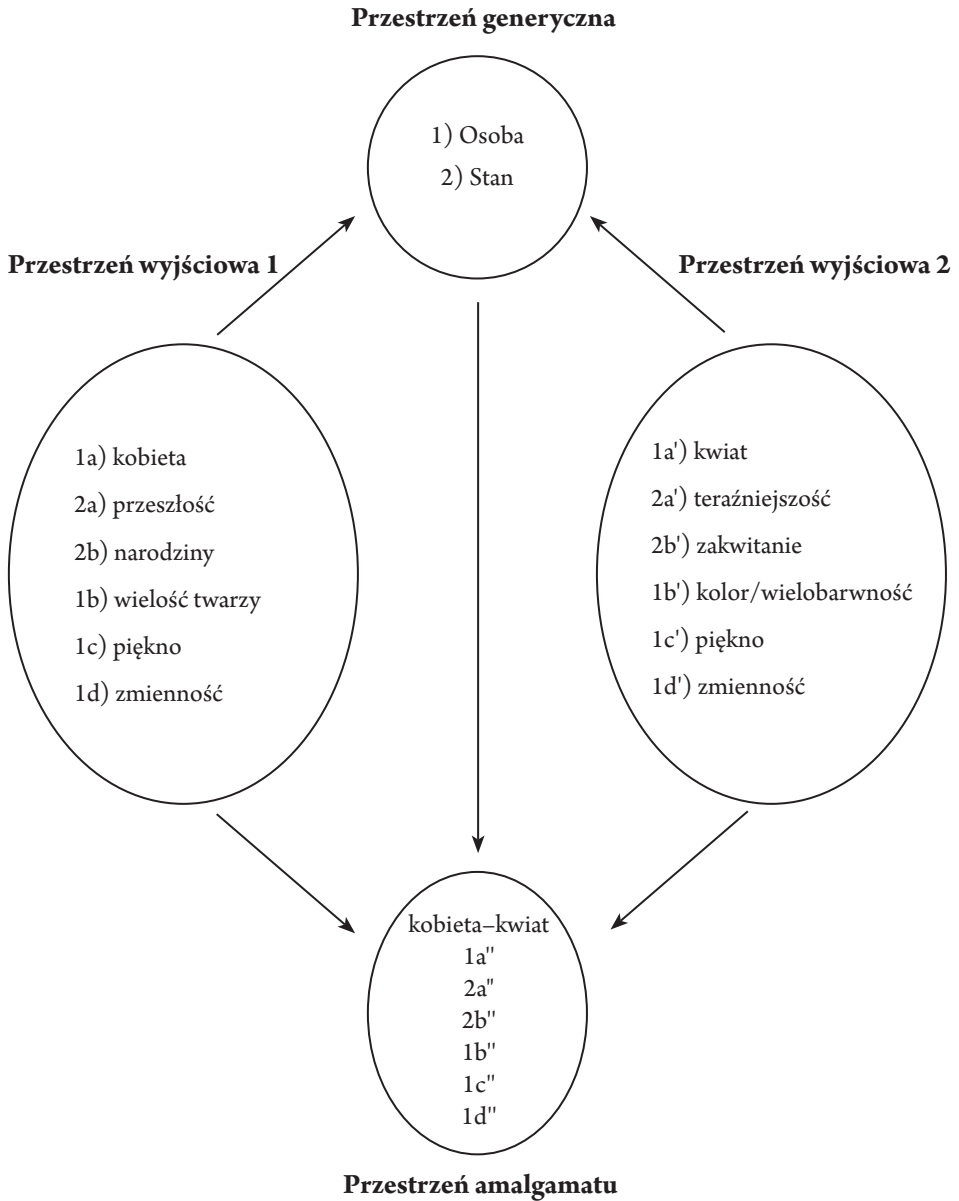 Przestrzeń generyczna
1) Osoba
2) Stan
Przestrzeń wyjściowa 1
Przestrzeń wyjściowa 2
1a) kobieta
2a) przeszłość
2b) narodziny
1b) wielość twarzy
1c) piękno
1d) zmienność
1a') kwiat
2a') teraźniejszość
2b') zakwitanie
1b') kolor/wielobarwność
1c') piękno
1d') zmienność
kobieta–kwiat
1a''
2a"
2b''
1b''
1c''
1d''
Przestrzeń amalgamatu